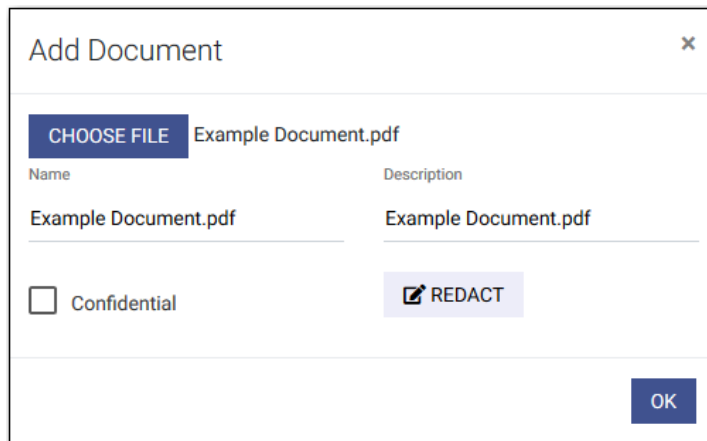 Add Document
×
CHOOSE FILE Example Document.pdf
Name Description
Example Document.pdf Example Document.pdf
Confidential REDACT
OK